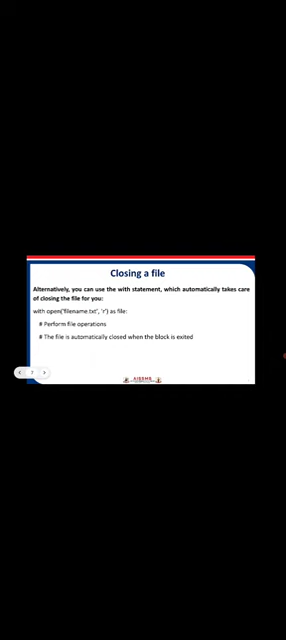 Closing a file
Alternatively, you can use the with statement, which automatically takes care
of closing the file for you:
with open('filename.txt', 'r') as file:
# Perform file operations
# The file is automatically closed when the block is exited
7